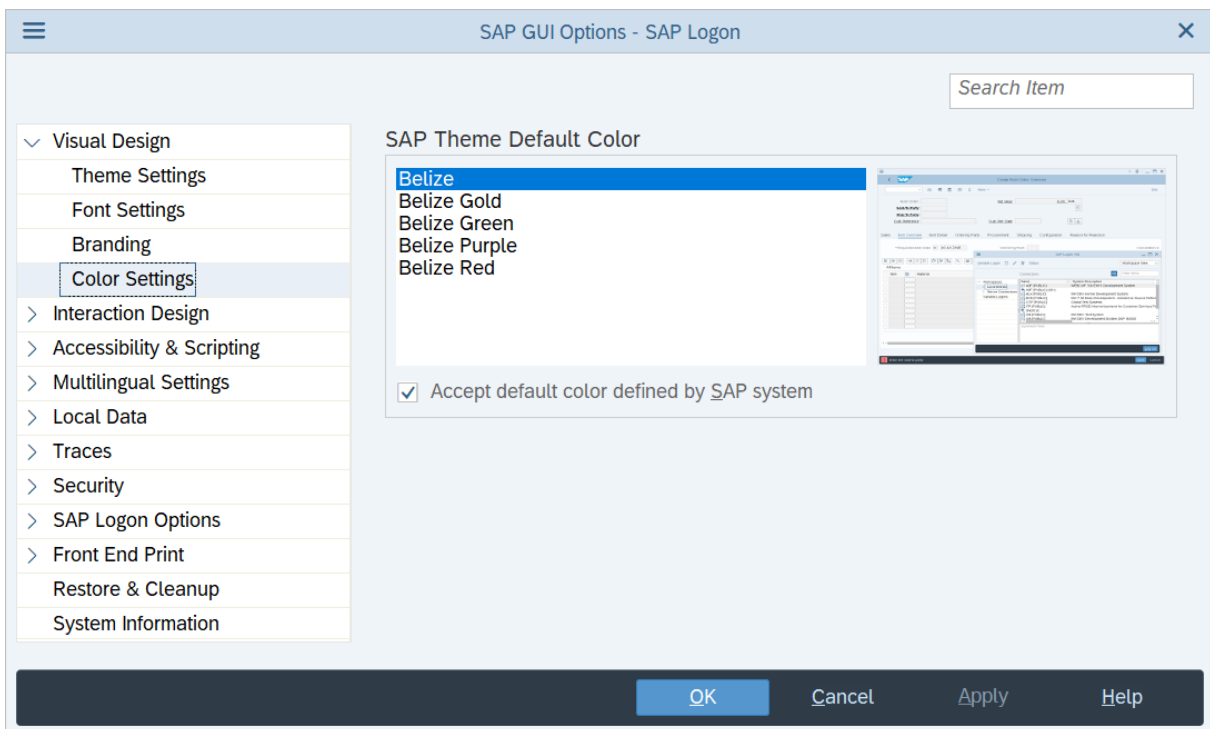 SAP GUI Options - SAP Logon
Search Item
Visual Design
Theme Settings
Font Settings
Branding
Color Settings
Interaction Design
Accessibility & Scripting
Multilingual Settings
Local Data
Traces
Security
SAP Logon Options
Front End Print
Restore & Cleanup
System Information
SAP Theme Default Color
Belize
Belize Gold
Belize Green
Belize Purple
Belize Red
Accept default color defined by SAP system
OK
Cancel
Apply
Help